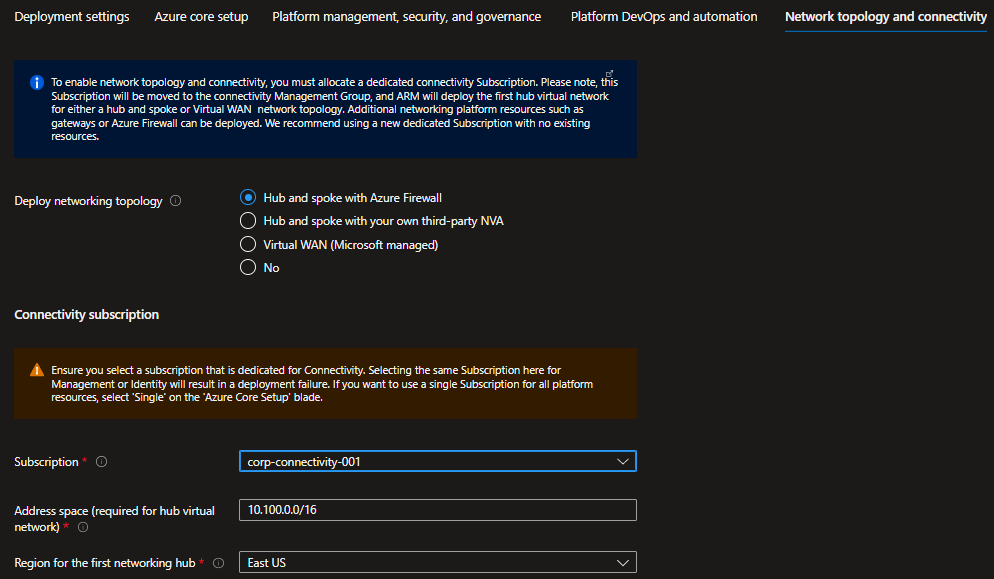 Deployment settings Azure core setup Platform management, security, and governance Platform DevOps and automation Network topology and connectivity
To enable network topology and connectivity, you must allocate a dedicated connectivity Subscription. Please note, this
Subscription will be moved to the connectivity Management Group, and ARM will deploy the first hub virtual network
for either a hub and spoke or Virtual WAN network topology. Additional networking platform resources such as
gateways or Azure Firewall can be deployed. We recommend using a new dedicated Subscription with no existing
resources.
Deploy networking topology
Hub and spoke with Azure Firewall
Hub and spoke with your own third-party NVA
Virtual WAN (Microsoft managed)
No
Connectivity subscription
Ensure you select a subscription that is dedicated for Connectivity. Selecting the same Subscription here for
Management or Identity will result in a deployment failure. If you want to use a single Subscription for all platform
resources, select 'Single' on the 'Azure Core Setup' blade.
Subscription * corp-connectivity-001
Address space (required for hub virtual
network) * 10.100.0.0/16
Region for the first networking hub * East US